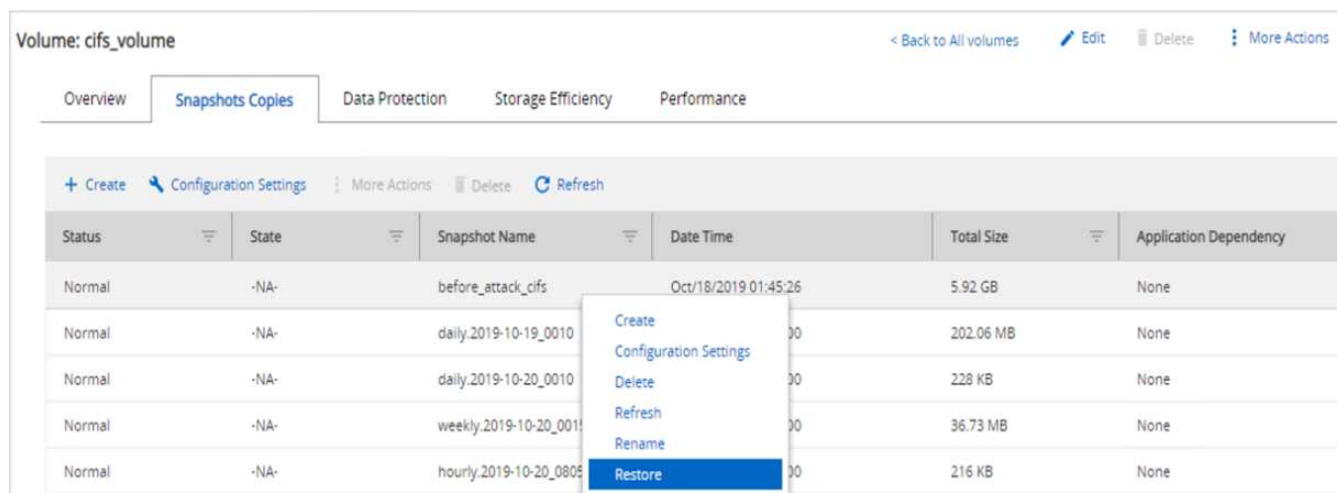 Volume: cifs_volume < Back to All volumes Edit Delete More Actions
Overview Snapshots Copies Data Protection Storage Efficiency Performance
+ Create Configuration Settings More Actions Delete Refresh
Status State Snapshot Name Date Time Total Size Application Dependency
Normal -NA- before_attack_cifs Oct/18/2019 01:45:26 5.92 GB None
Create
Normal -NA- daily.2019-10-19_0010 00 202.06 MB None
Configuration Settings
Normal -NA- daily.2019-10-20_0010 Delete 00 228 KB None
Refresh
Normal -NA- weekly.2019-10-20_001 00 36.73 MB None
Rename
Normal -NA- hourly.2019-10-20_0805 Restore 00 216 KB None